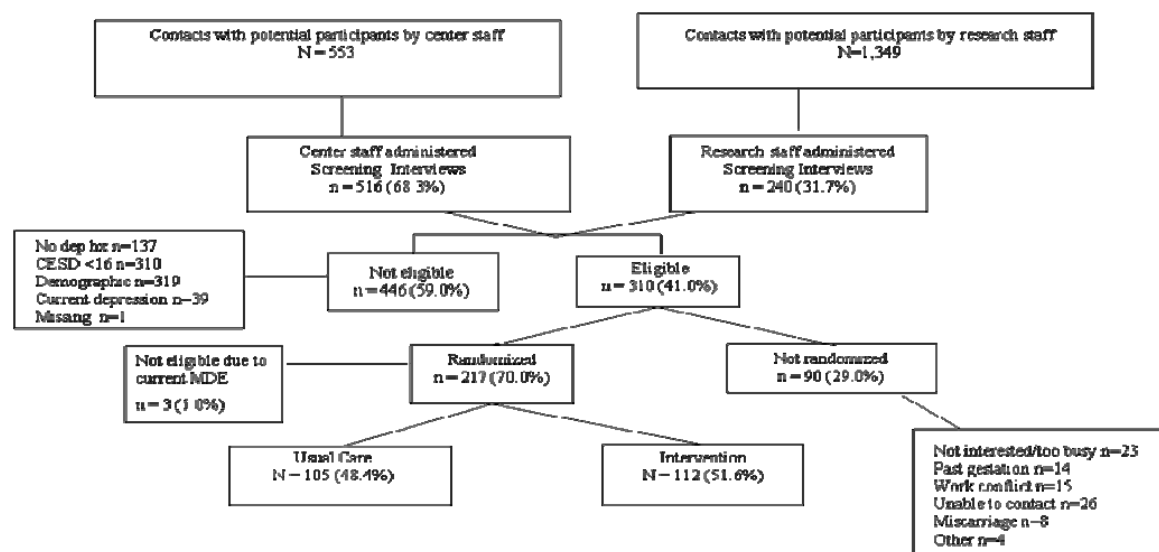 Contacts with potential participants by center staff
N=553
Contacts with potential participants by research staff
N=1,349
Center staff administered
Screening Interviews
n=516 (68.3%)
Research staff administered
Screening Interviews
n=240 (31.7%)
No dep hx n=137
CESD <16 n=310
Demographic n=319
Current depression n=39
Missing n=1
Not eligible
n=446 (59.0%)
Eligible
n=310 (41.0%)
Not eligible due to
current MDE
n=3 (1.0%)
Randomized
n=217 (70.0%)
Not randomized
n=90 (29.0%)
Usual Care
N=105 (48.4%)
Intervention
N=112 (51.6%)
Not interested/too busy n=23
Past gestation n=14
Work conflict n=15
Unable to contact n=26
Miscarriage n=8
Other n=4